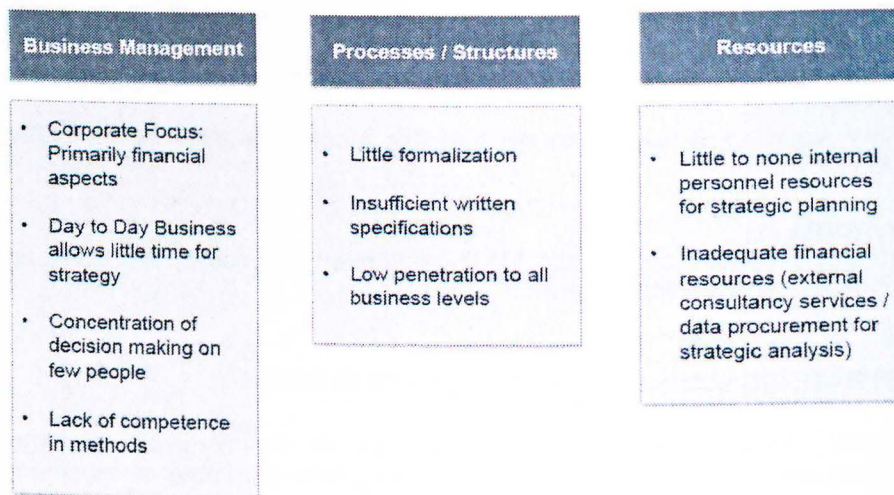 Business Management
• Corporate Focus:
Primarily financial
aspects
• Day to Day Business
allows little time for
strategy
• Concentration of
decision making on
few people
• Lack of competence
in methods
Processes / Structures
• Little formalization
• Insufficient written
specifications
• Low penetration to all
business levels
Resources
• Little to none internal
personnel resources
for strategic planning
• Inadequate financial
resources (external
consultancy services /
data procurement for
strategic analysis)